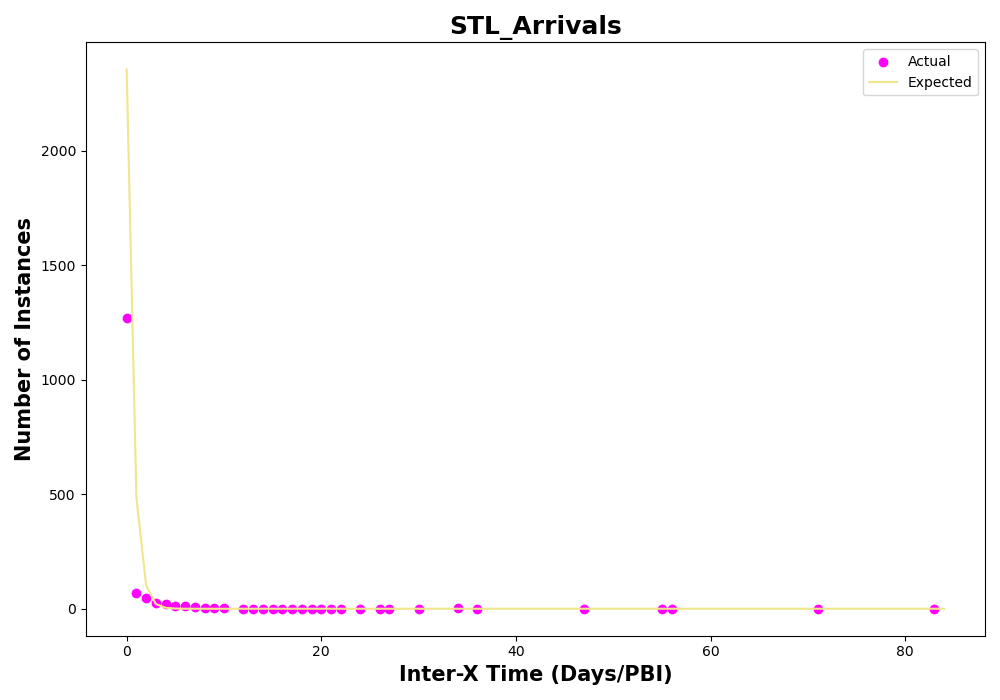 STL_Arrivals
Actual
Expected
Number of Instances
2000
1500
1000
500
0
0 20 40 60 80
Inter-X Time (Days/PBI)